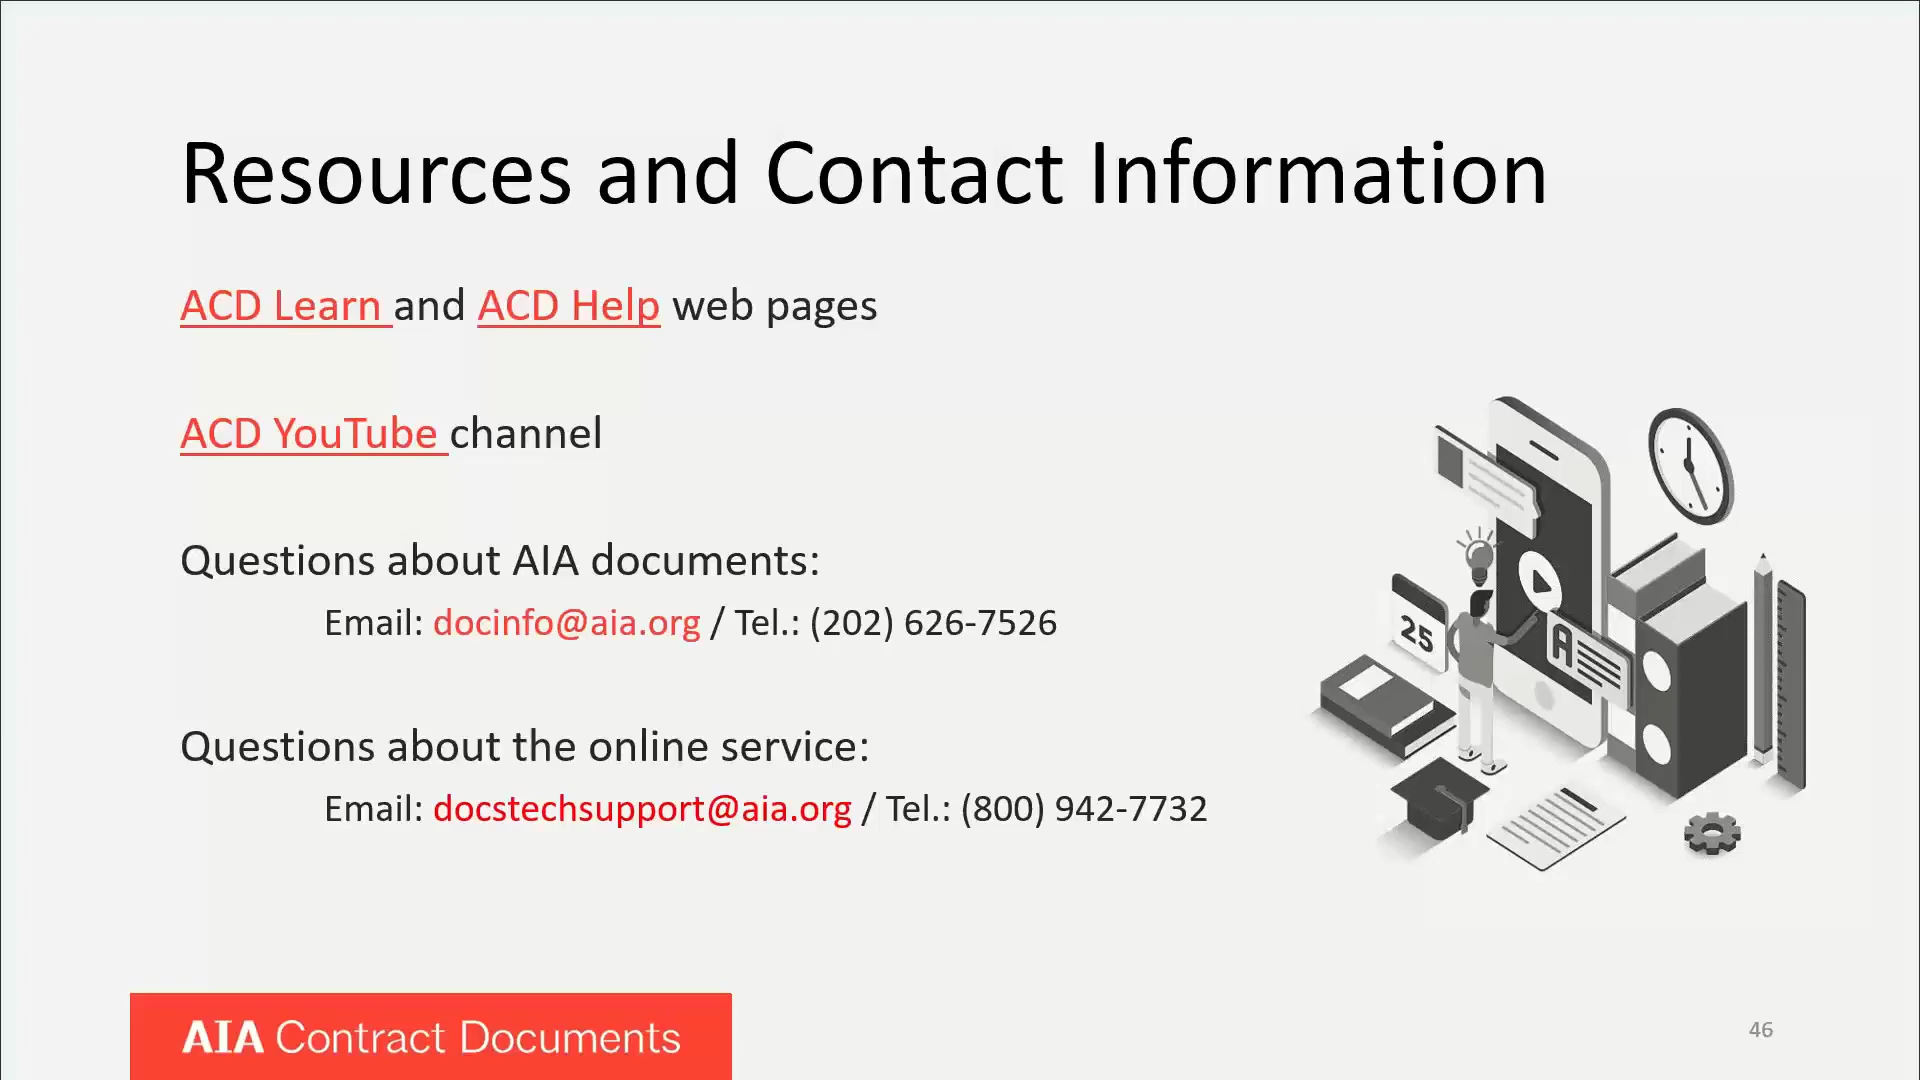 Resources and Contact Information
ACD Learn and ACD Help web pages
ACD YouTube channel
Questions about AIA documents:
Email: docinfo@aia.org / Tel.: (202) 626-7526
Questions about the online service:
Email: docstechsupport@aia.org / Tel.: (800) 942-7732
25
A
AIA Contract Documents
46